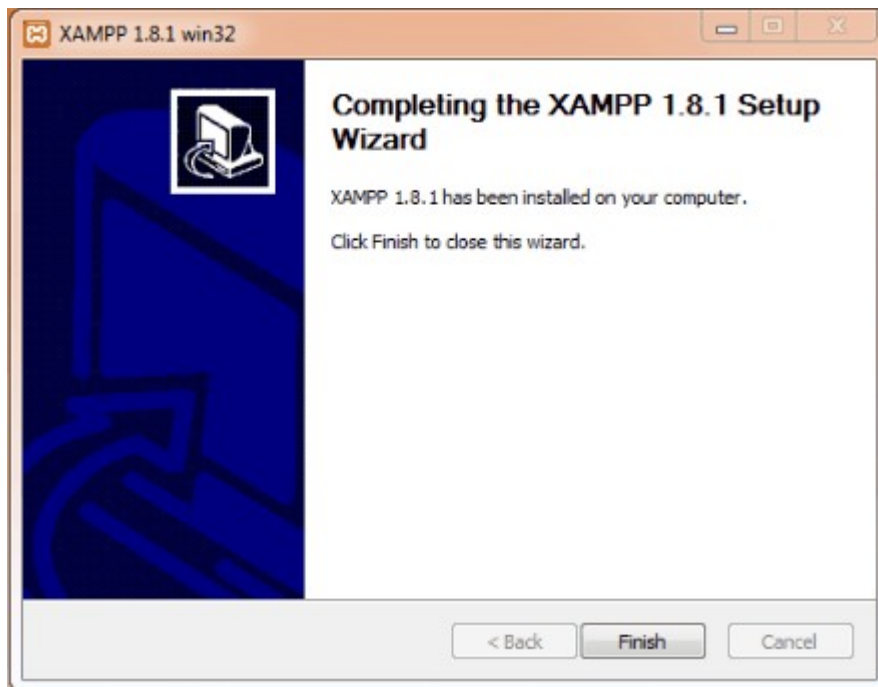 XAMPP 1.8.1 win32
Completing the XAMPP 1.8.1 Setup
Wizard
XAMPP 1.8.1 has been installed on your computer.
Click Finish to close this wizard.
< Back
Finish
Cancel